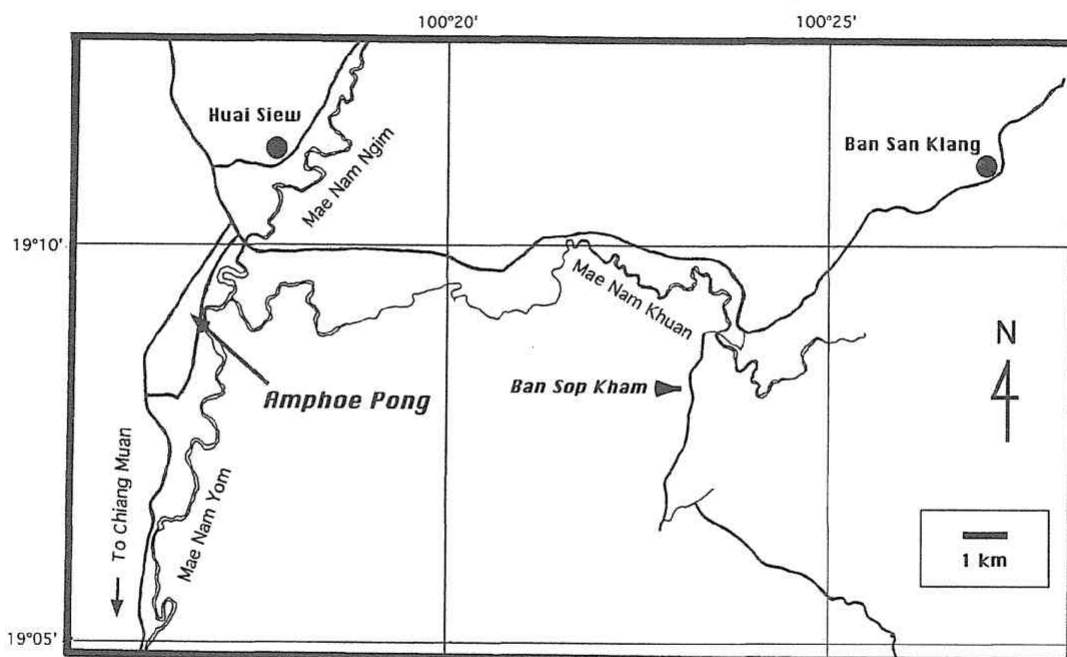 100°20'
100°25'
Huai Siew
Mae Nam Ngim
Ban San Klang
19°10'
Mae Nam Khuan
N
Ban Sop Kham
Amphoe Pong
To Chiang Muan
Mae Nam Yom
1 km
19°05'